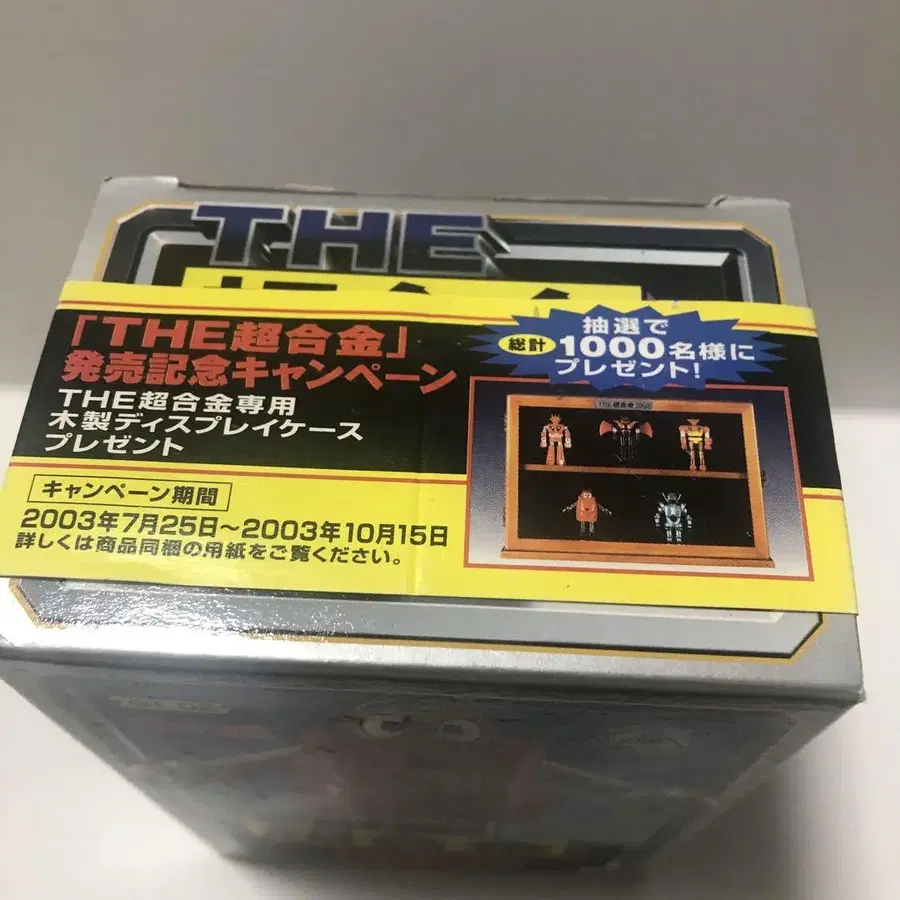 THE
「THE超合金」
発売記念キャンペーン
THE超合金専用
木製ディスプレイケース
プレゼント
キャンペーン期間
2003年7月25日～2003年10月15日
詳しくは商品同梱の用紙をご覧ください。
抽選で
総計 1000名様に
プレゼント!